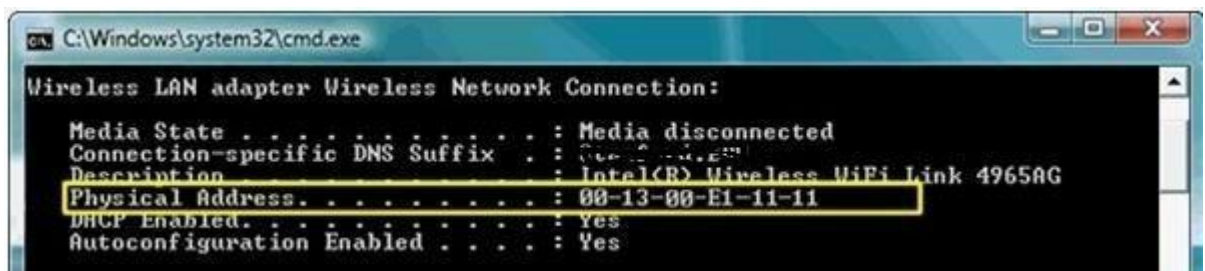 C:\Windows\system32\cmd.exe
Wireless LAN adapter Wireless Network Connection:
Media State . . . . . . . . . . . : Media disconnected
Connection-specific DNS Suffix  . :
Description . . . . . . . . . . . : Intel(R) Wireless WiFi Link 4965AG
Physical Address. . . . . . . . . : 00-13-00-E1-11-11
DHCP Enabled. . . . . . . . . . . : Yes
Autoconfiguration Enabled . . . . : Yes